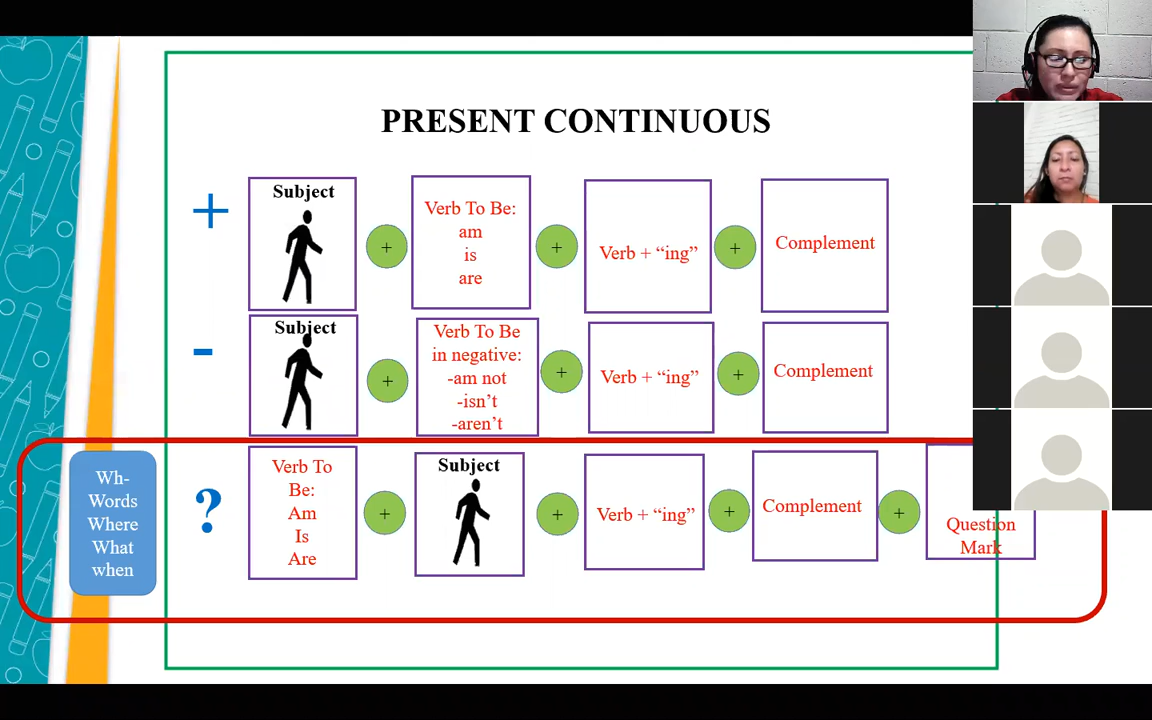 PRESENT CONTINUOUS
+
Subject
+
Verb To Be:
am
is
are
+
Verb + “ing”
+
Complement
-
Subject
+
Verb To Be
in negative:
-am not
-isn’t
-aren’t
+
Verb + “ing”
+
Complement
Wh-
Words
Where
What
when
?
Verb To
Be:
Am
Is
Are
+
Subject
+
Verb + “ing”
+
Complement
+
Question
Mark